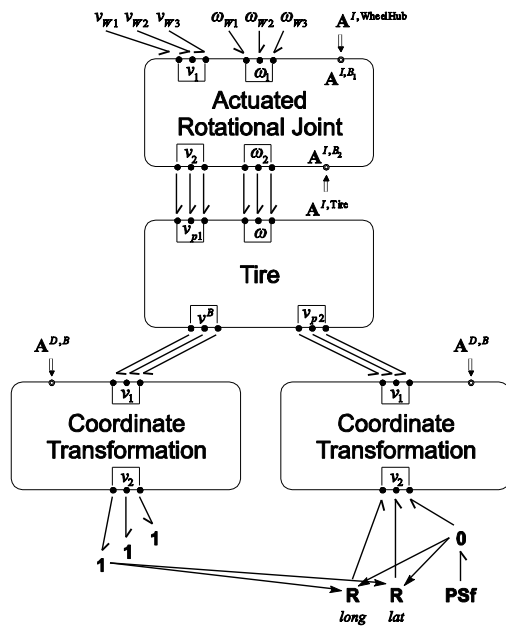 v_W1 v_W2 v_W3 ω_W1 ω_W2 ω_W3 A^I,WheelHub
v_1 ω_1 A^I,B_1
Actuated
Rotational Joint
v_2 ω_2 A^I,B_2
A^I,Tire
v_p1 ω
Tire
v^B v_p2
A^D,B A^D,B
v_1 v_1
Coordinate Coordinate
Transformation Transformation
v_2 v_2
1 1 1 0
R R PSf
long lat